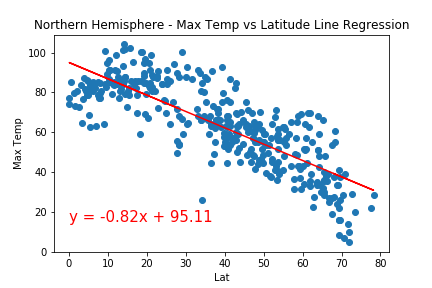 Northern Hemisphere - Max Temp vs Latitude Line Regression
100
80
60
40
20
0
Max Temp
y = -0.82x + 95.11
0 10 20 30 40 50 60 70 80
Lat